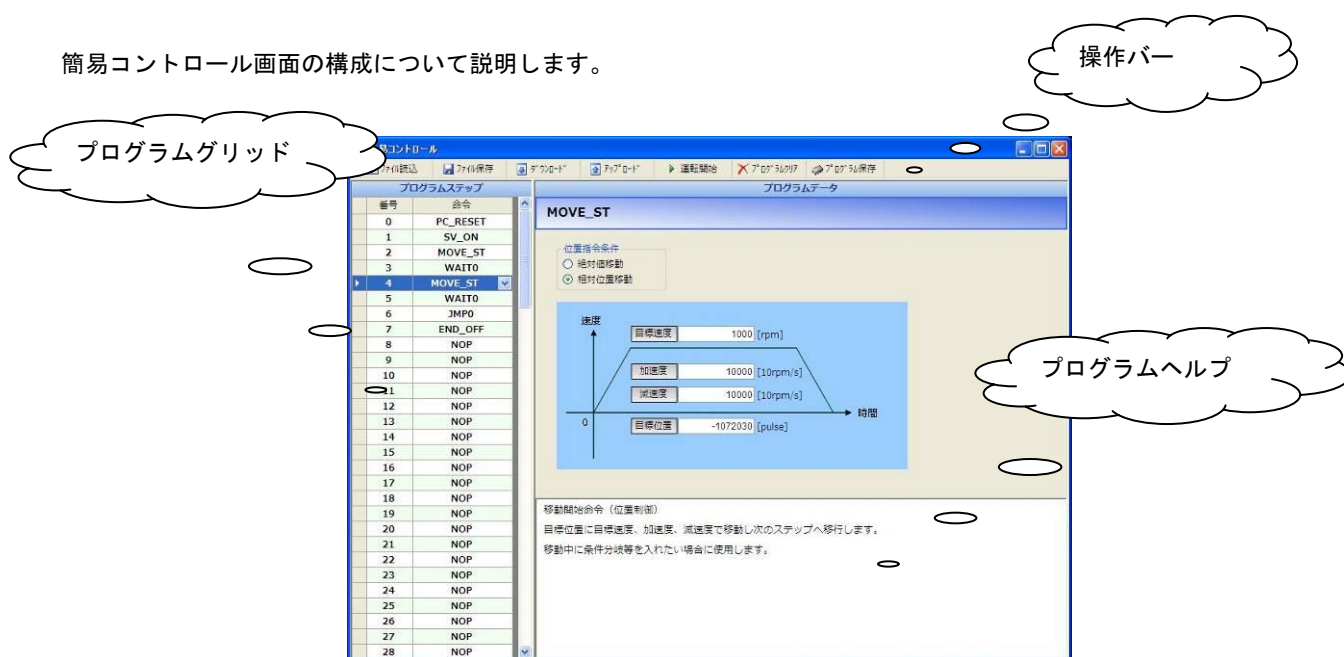 簡易コントロール画面の構成について説明します。
操作バー
プログラムグリッド
易コントロール
ﾌｧｲﾙ読込 ﾌｧｲﾙ保存 ﾀﾞｳﾝﾛｰﾄﾞ ｱｯﾌﾟﾛｰﾄﾞ 運転開始 ﾌﾟﾛｸﾞﾗﾑｸﾘｱ ﾌﾟﾛｸﾞﾗﾑ保存
プログラムステップ
プログラムデータ
番号 命令
0 PC_RESET
1 SV_ON
2 MOVE_ST
3 WAIT0
4 MOVE_ST
5 WAIT0
6 JMP0
7 END_OFF
8 NOP
9 NOP
10 NOP
11 NOP
12 NOP
13 NOP
14 NOP
15 NOP
16 NOP
17 NOP
18 NOP
19 NOP
20 NOP
21 NOP
22 NOP
23 NOP
24 NOP
25 NOP
26 NOP
27 NOP
28 NOP
MOVE_ST
位置指令条件
絶対値移動
相対位置移動
速度
目標速度 1000 [rpm]
加速度 10000 [10rpm/s]
減速度 10000 [10rpm/s]
時間
0
目標位置 -1072030 [pulse]
プログラムヘルプ
移動開始命令（位置制御）
目標位置に目標速度、加速度、減速度で移動し次のステップへ移行します。
移動中に条件分岐等を入れたい場合に使用します。